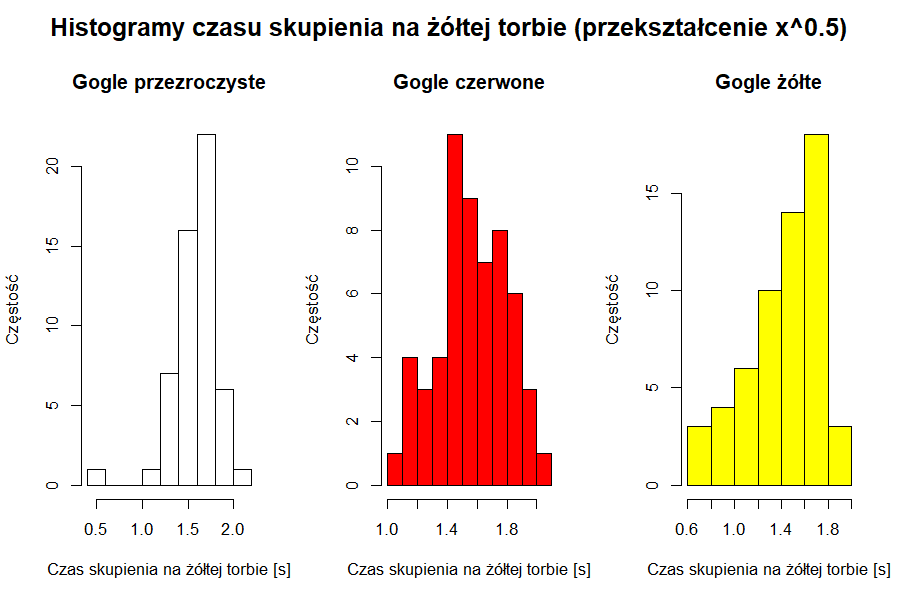 Histogramy czasu skupienia na żółtej torbie (przekształcenie x^0.5)
Gogle przezroczyste
Częstość
20
15
10
5
0
0.5 1.0 1.5 2.0
Czas skupienia na żółtej torbie [s]
Gogle czerwone
Częstość
10
8
6
4
2
0
1.0 1.4 1.8
Czas skupienia na żółtej torbie [s]
Gogle żółte
Częstość
15
10
5
0
0.6 1.0 1.4 1.8
Czas skupienia na żółtej torbie [s]